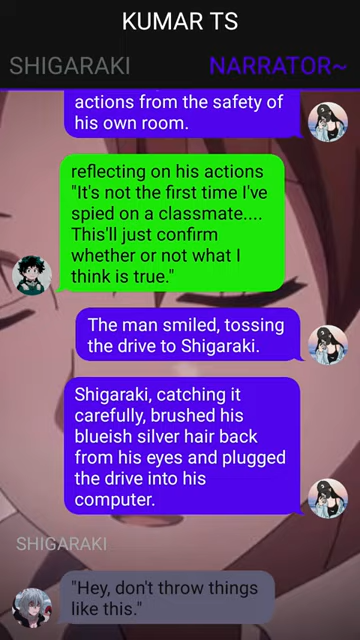 KUMAR TS
SHIGARAKI
NARRATOR~
actions from the safety of
his own room.
reflecting on his actions
"It's not the first time I've
spied on a classmate....
This'll just confirm
whether or not what I
think is true."
The man smiled, tossing
the drive to Shigaraki.
Shigaraki, catching it
carefully, brushed his
blueish silver hair back
from his eyes and plugged
the drive into his
computer.
SHIGARAKI
"Hey, don't throw things
like this."